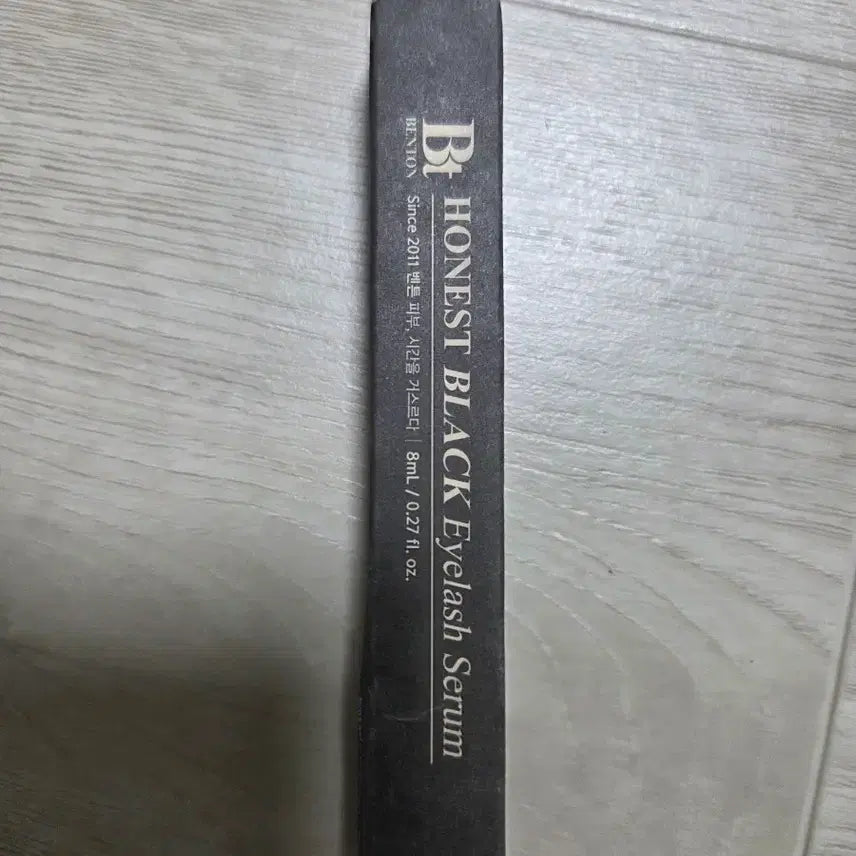 Bt
BENTON
HONEST BLACK Eyelash Serum
Since 2011 벤튼 피부, 시간을 거스르다 | 8mL / 0.27 fl. oz.